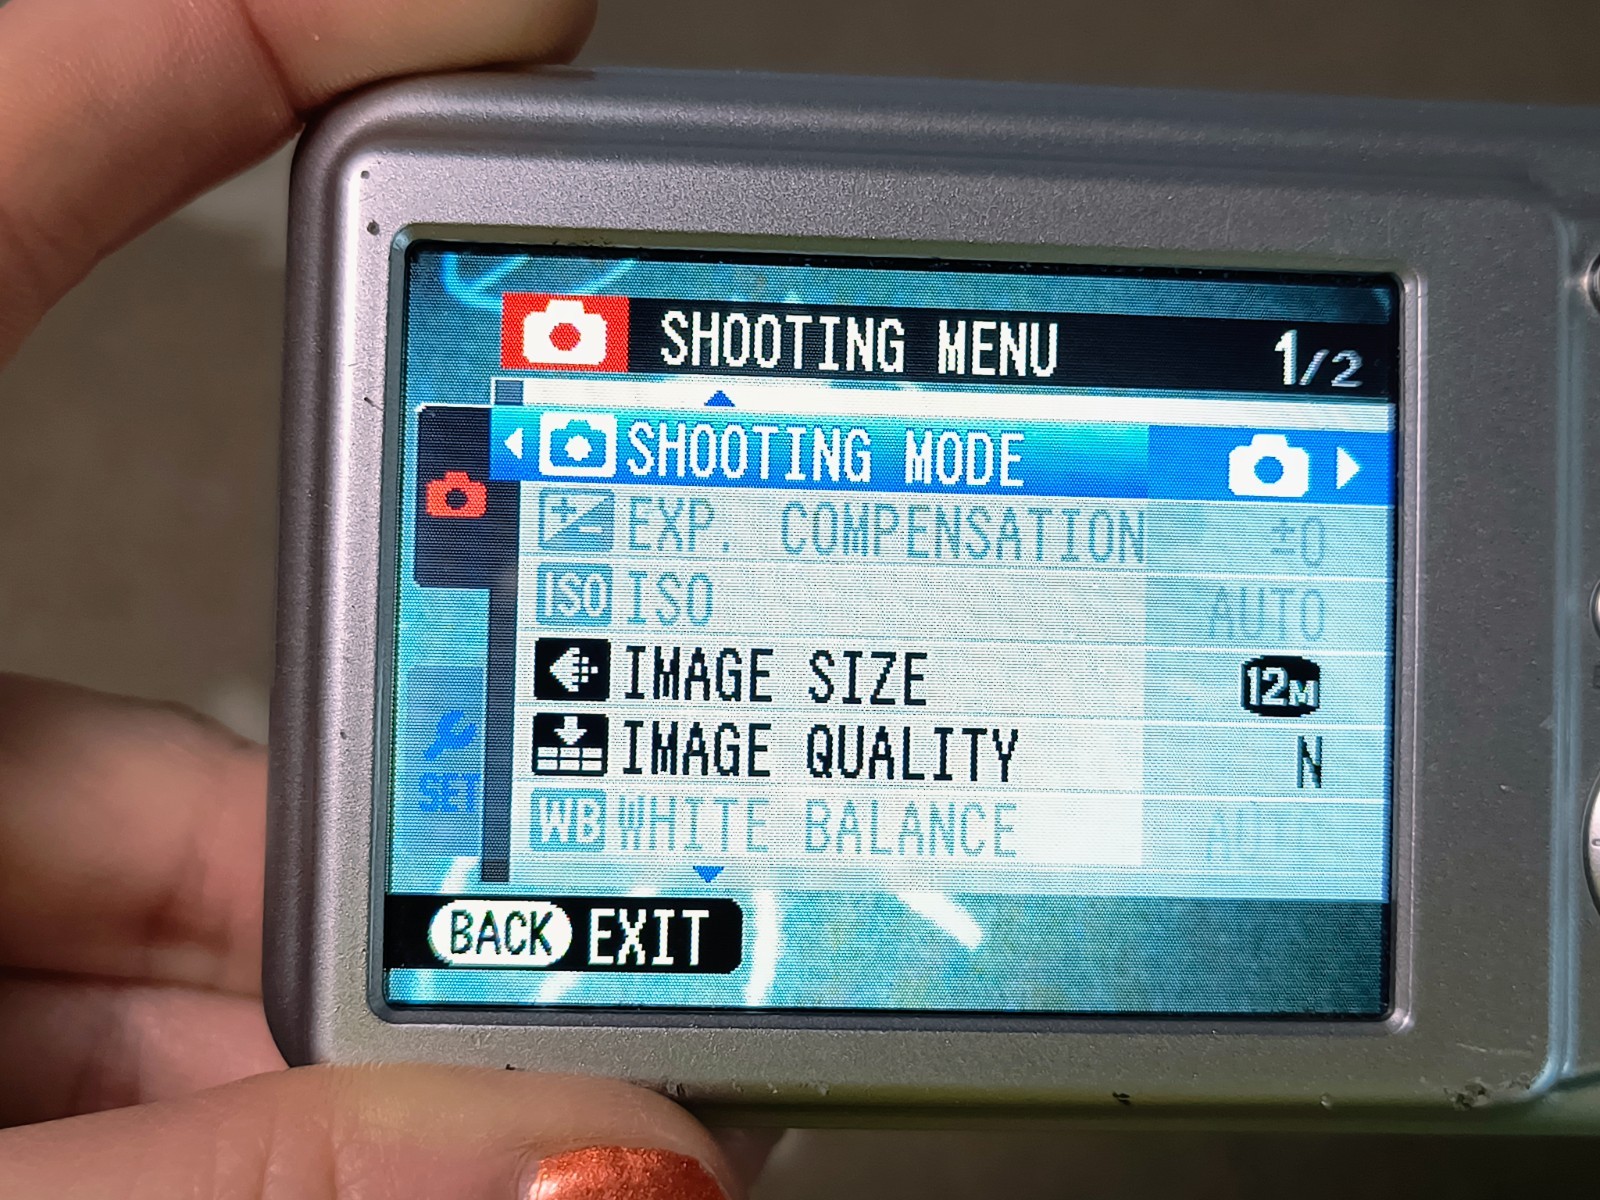 SHOOTING MENU 1/2
SHOOTING MODE
EXP. COMPENSATION ±0
ISO ISO AUTO
IMAGE SIZE 12M
IMAGE QUALITY N
WB WHITE BALANCE AUTO
SET
BACK EXIT